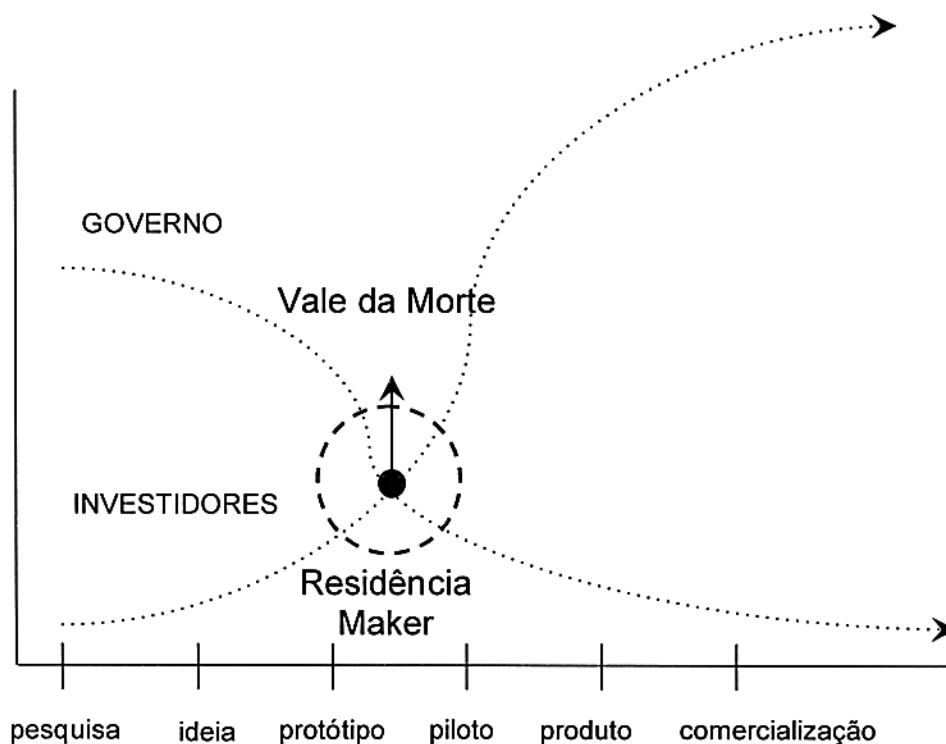 GOVERNO
Vale da Morte
INVESTIDORES
Residência
Maker
pesquisa ideia protótipo piloto produto comercialização